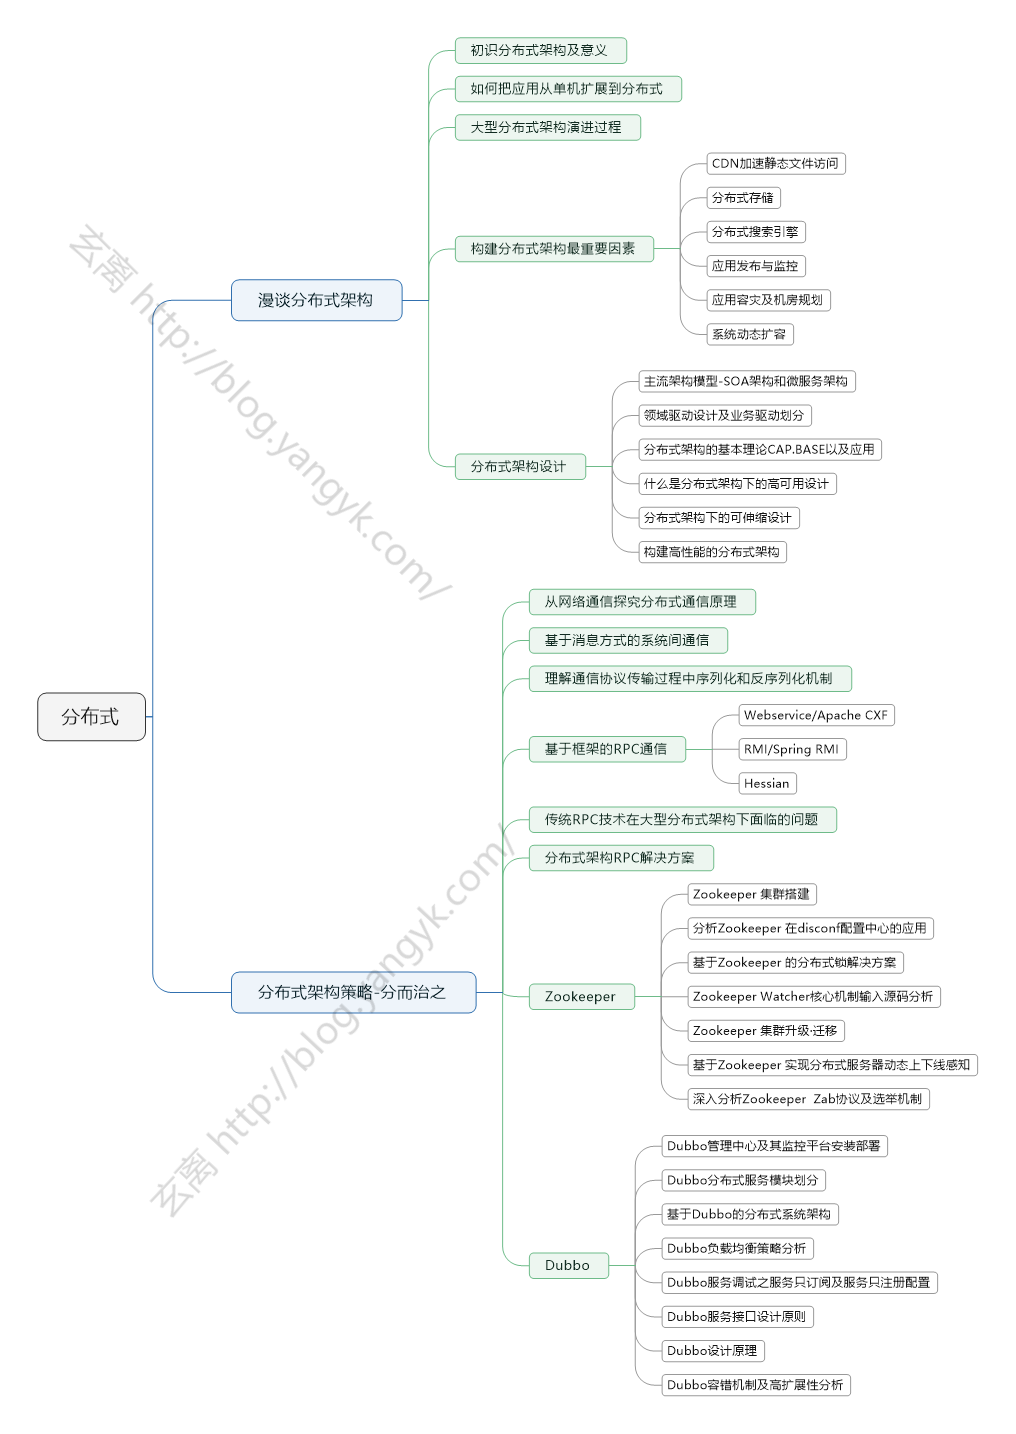 分布式
漫谈分布式架构
初识分布式架构及意义
如何把应用从单机扩展到分布式
大型分布式架构演进过程
构建分布式架构最重要因素
CDN加速静态文件访问
分布式存储
分布式搜索引擎
应用发布与监控
应用容灾及机房规划
系统动态扩容
分布式架构设计
主流架构模型-SOA架构和微服务架构
领域驱动设计及业务驱动划分
分布式架构的基本理论CAP.BASE以及应用
什么是分布式架构下的高可用设计
分布式架构下的可伸缩设计
构建高性能的分布式架构
分布式架构策略-分而治之
从网络通信探究分布式通信原理
基于消息方式的系统间通信
理解通信协议传输过程中序列化和反序列化机制
基于框架的RPC通信
Webservice/Apache CXF
RMI/Spring RMI
Hessian
传统RPC技术在大型分布式架构下面临的问题
分布式架构RPC解决方案
Zookeeper
Zookeeper 集群搭建
分析Zookeeper 在disconf配置中心的应用
基于Zookeeper 的分布式锁解决方案
Zookeeper Watcher核心机制输入源码分析
Zookeeper 集群升级·迁移
基于Zookeeper 实现分布式服务器动态上下线感知
深入分析Zookeeper Zab协议及选举机制
Dubbo
Dubbo管理中心及其监控平台安装部署
Dubbo分布式服务模块划分
基于Dubbo的分布式系统架构
Dubbo负载均衡策略分析
Dubbo服务调试之服务只订阅及服务只注册配置
Dubbo服务接口设计原则
Dubbo设计原理
Dubbo容错机制及高扩展性分析
玄离 http://blog.yangyk.com/
玄离 http://blog.yangyk.com/